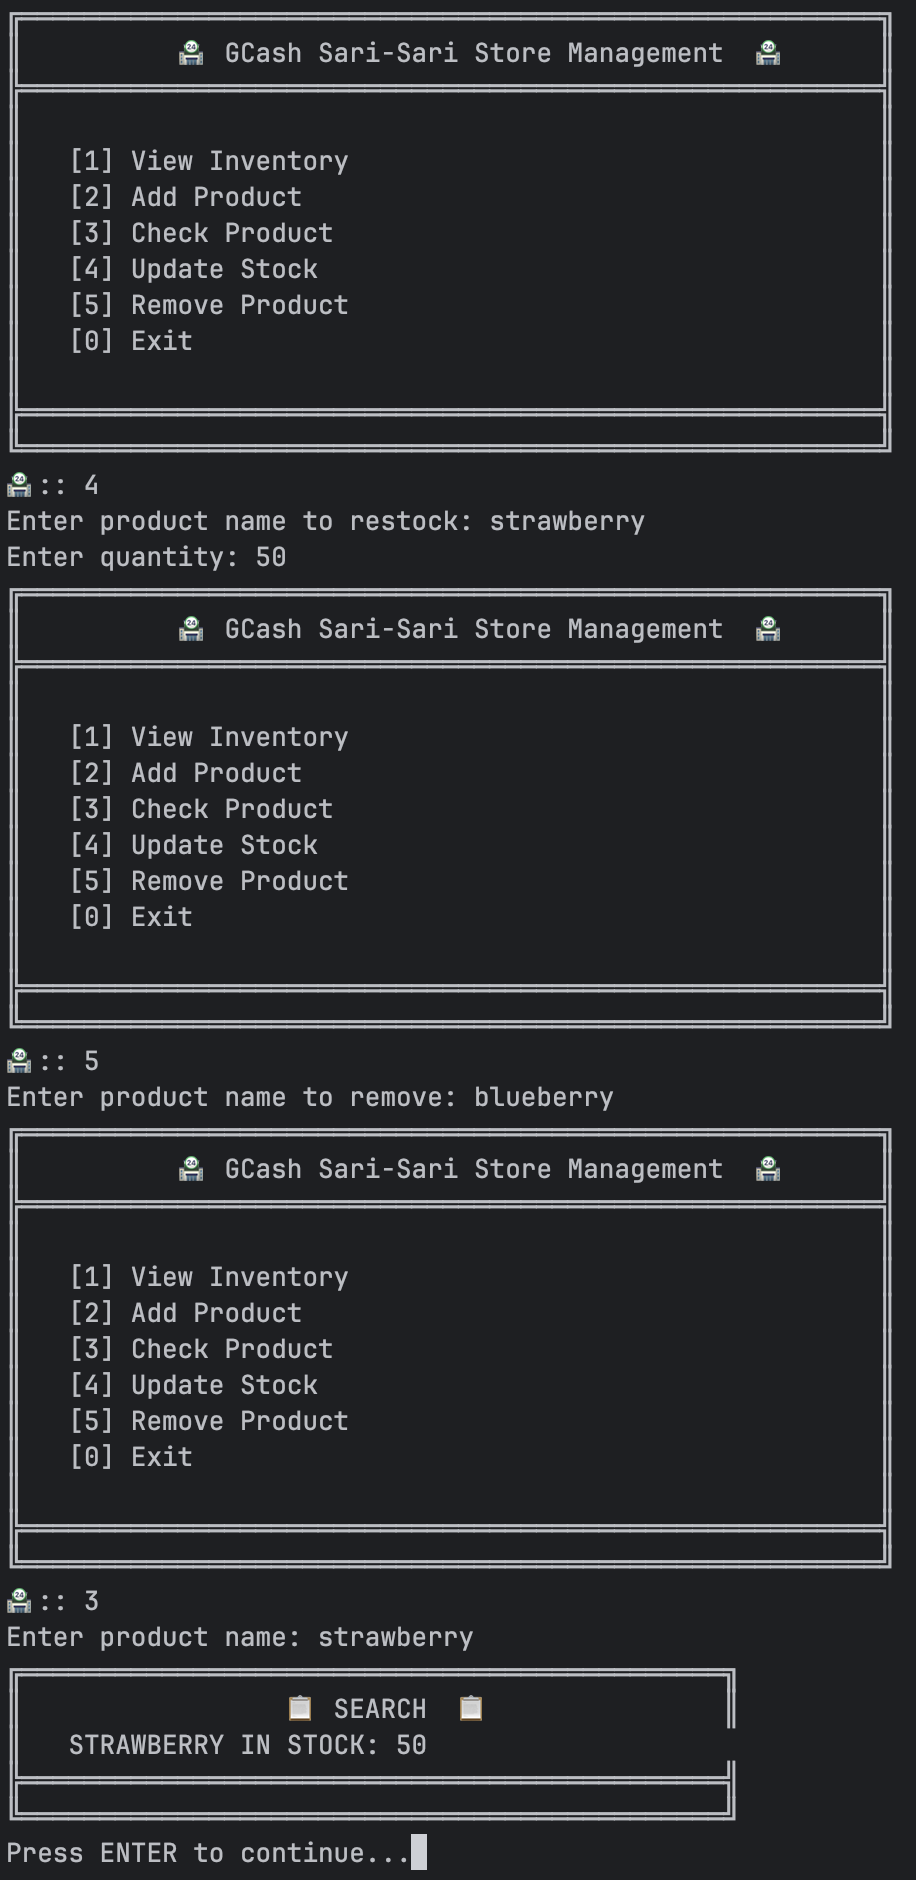 🏪 GCash Sari-Sari Store Management 🏪
[1] View Inventory
[2] Add Product
[3] Check Product
[4] Update Stock
[5] Remove Product
[0] Exit
🏪:: 4
Enter product name to restock: strawberry
Enter quantity: 50
🏪 GCash Sari-Sari Store Management 🏪
[1] View Inventory
[2] Add Product
[3] Check Product
[4] Update Stock
[5] Remove Product
[0] Exit
🏪:: 5
Enter product name to remove: blueberry
🏪 GCash Sari-Sari Store Management 🏪
[1] View Inventory
[2] Add Product
[3] Check Product
[4] Update Stock
[5] Remove Product
[0] Exit
🏪:: 3
Enter product name: strawberry
📋 SEARCH 📋
STRAWBERRY IN STOCK: 50
Press ENTER to continue...